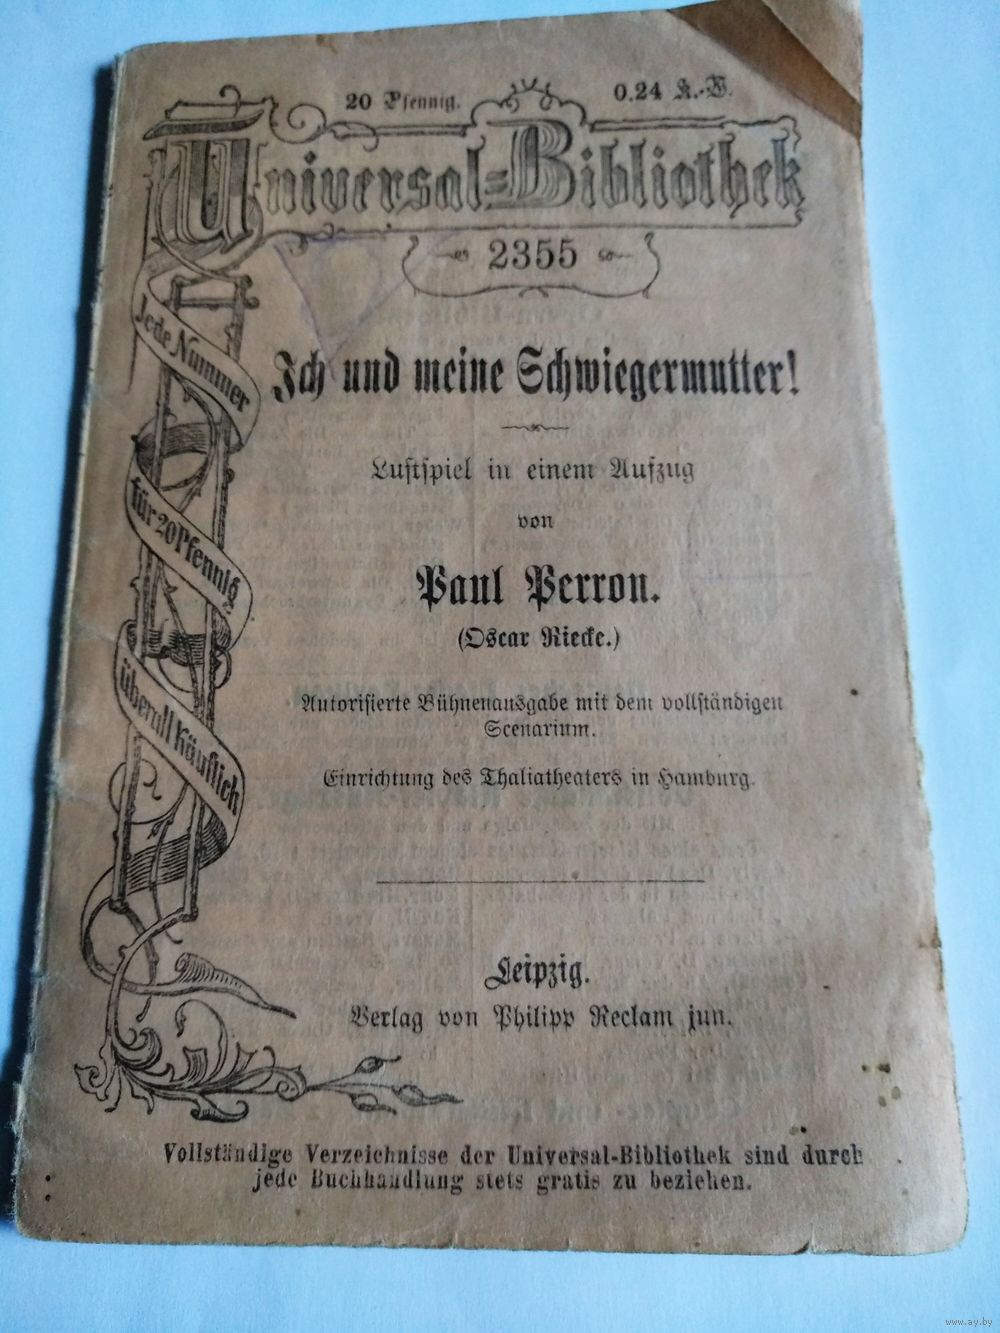 20 Pfennig.
0.24 K.-W.
Universal-Bibliothek
2355
Jede Nummer
für 20 Pfennig
überall käuflich
Ich und meine Schwiegermutter!
Lustspiel in einem Aufzug
von
Paul Perron.
(Oscar Riecke.)
Autorisierte Bühnenausgabe mit dem vollständigen
Scenarium.
Einrichtung des Thaliatheaters in Hamburg.
Leipzig.
Verlag von Philipp Reclam jun.
Vollständige Verzeichnisse der Universal-Bibliothek sind durch
jede Buchhandlung stets gratis zu beziehen.
www.ay.by